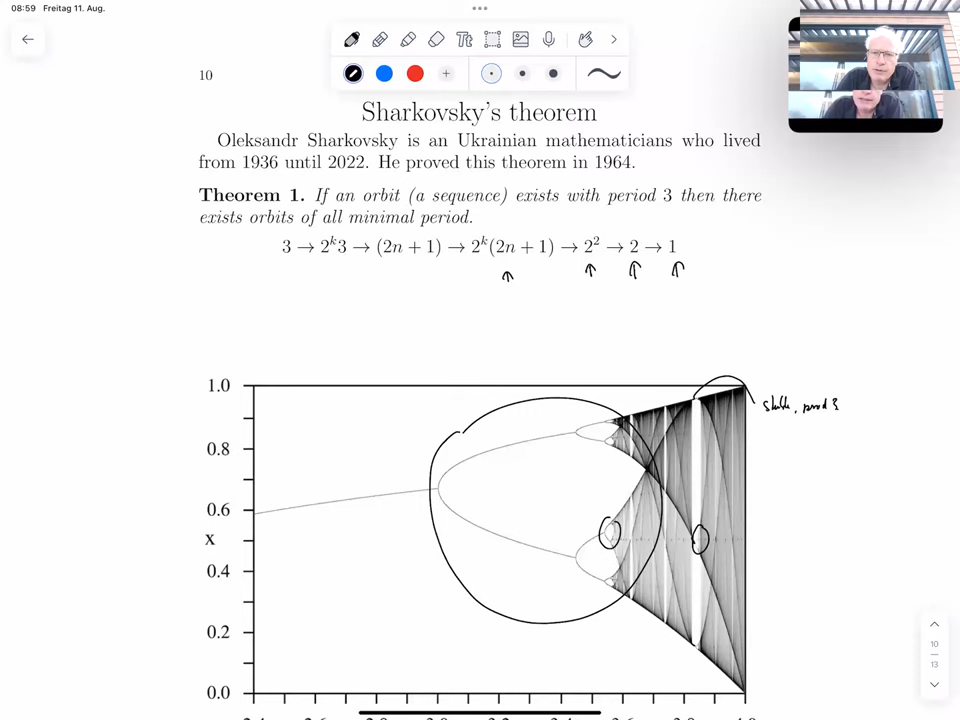 08:59 Freitag 11. Aug.
Tt
10
Sharkovsky's theorem
Oleksandr Sharkovsky is an Ukrainian mathematicians who lived
from 1936 until 2022. He proved this theorem in 1964.
Theorem 1. If an orbit (a sequence) exists with period 3 then there
exists orbits of all minimal period.
3 → 2^k3 → (2n + 1) → 2^k(2n + 1) → 2^2 → 2 → 1
1.0
0.8
0.6
x
0.4
0.2
0.0
10
13